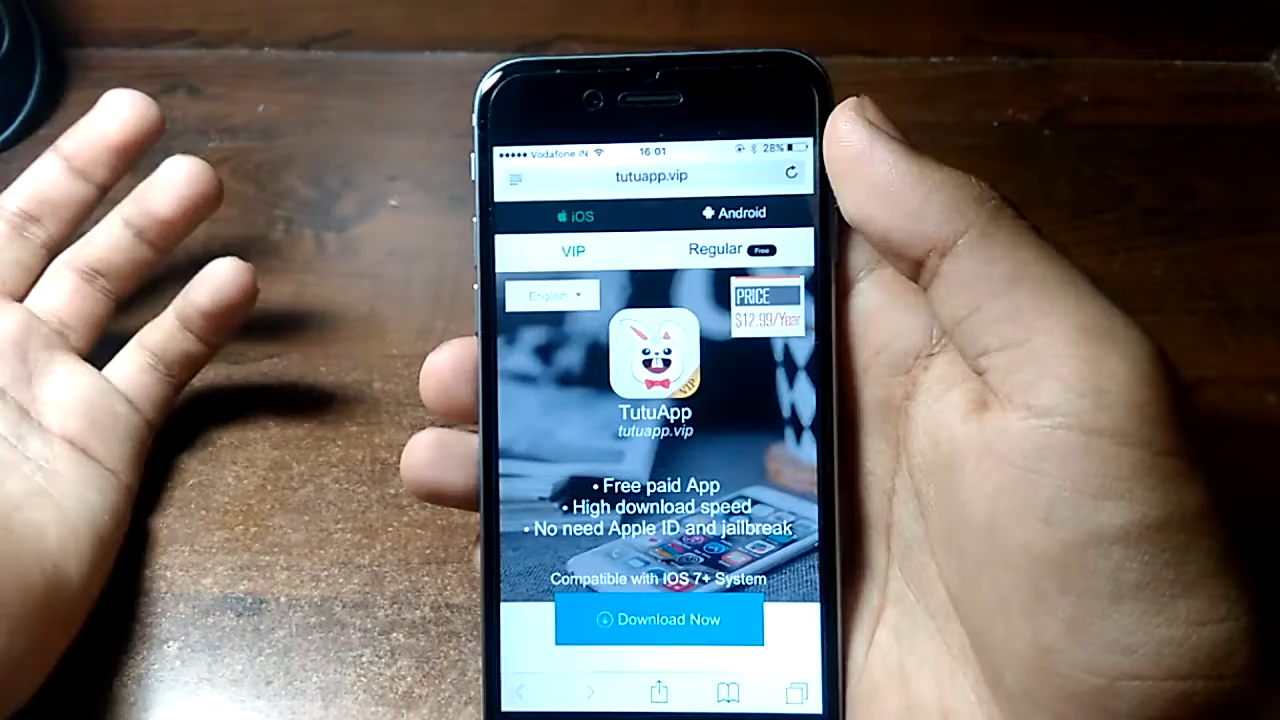 Vodafone IN 16:01 28%
tutuapp.vip
iOS Android
VIP Regular Free
English
PRICE
$12.99/Year
VIP
TutuApp
tutuapp.vip
• Free paid App
• High download speed
• No need Apple ID and jailbreak
Compatible with IOS 7+ System
Download Now